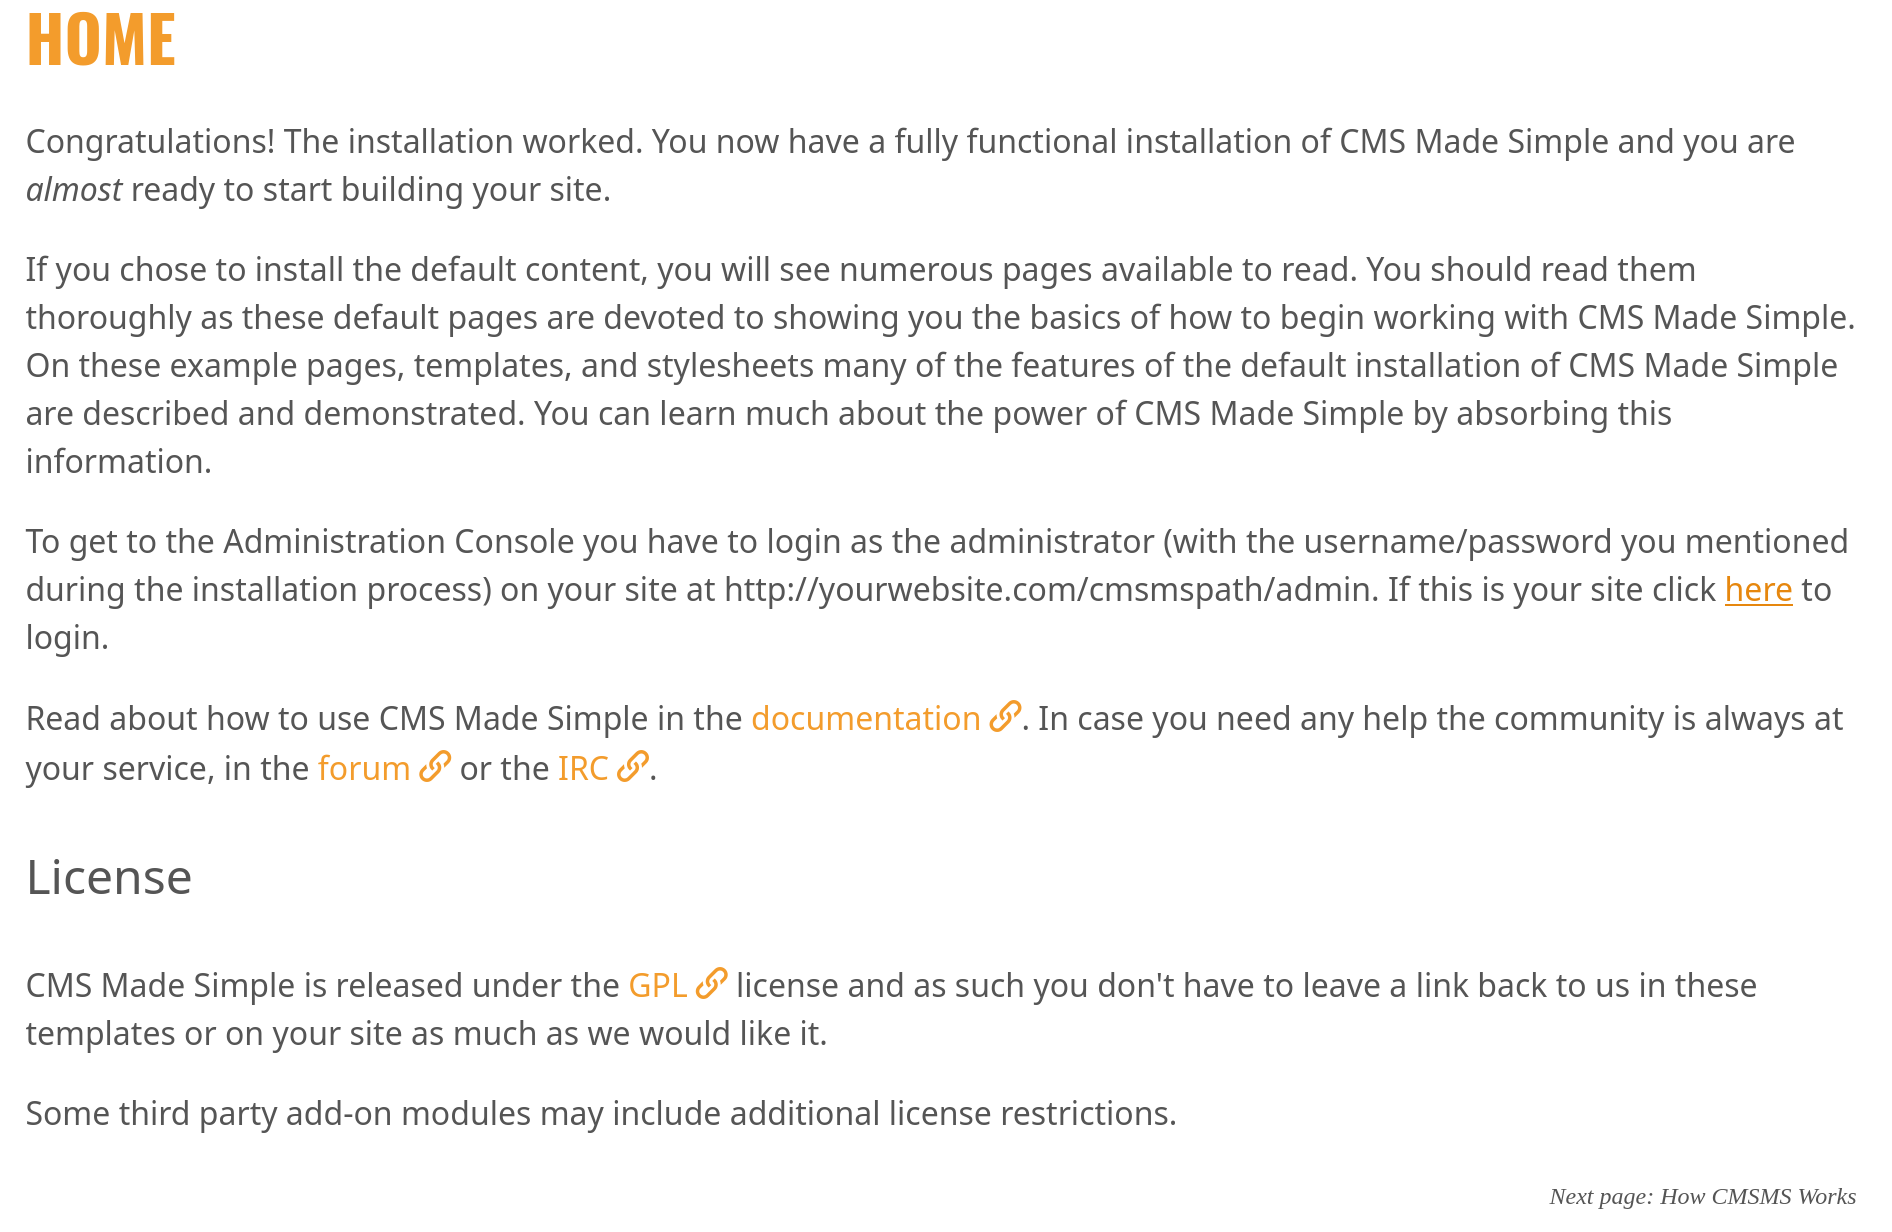 HOME
Congratulations! The installation worked. You now have a fully functional installation of CMS Made Simple and you are
almost ready to start building your site.
If you chose to install the default content, you will see numerous pages available to read. You should read them
thoroughly as these default pages are devoted to showing you the basics of how to begin working with CMS Made Simple.
On these example pages, templates, and stylesheets many of the features of the default installation of CMS Made Simple
are described and demonstrated. You can learn much about the power of CMS Made Simple by absorbing this
information.
To get to the Administration Console you have to login as the administrator (with the username/password you mentioned
during the installation process) on your site at http://yourwebsite.com/cmsmspath/admin. If this is your site click here to
login.
Read about how to use CMS Made Simple in the documentation . In case you need any help the community is always at
your service, in the forum or the IRC .
License
CMS Made Simple is released under the GPL license and as such you don't have to leave a link back to us in these
templates or on your site as much as we would like it.
Some third party add-on modules may include additional license restrictions.
Next page: How CMSMS Works